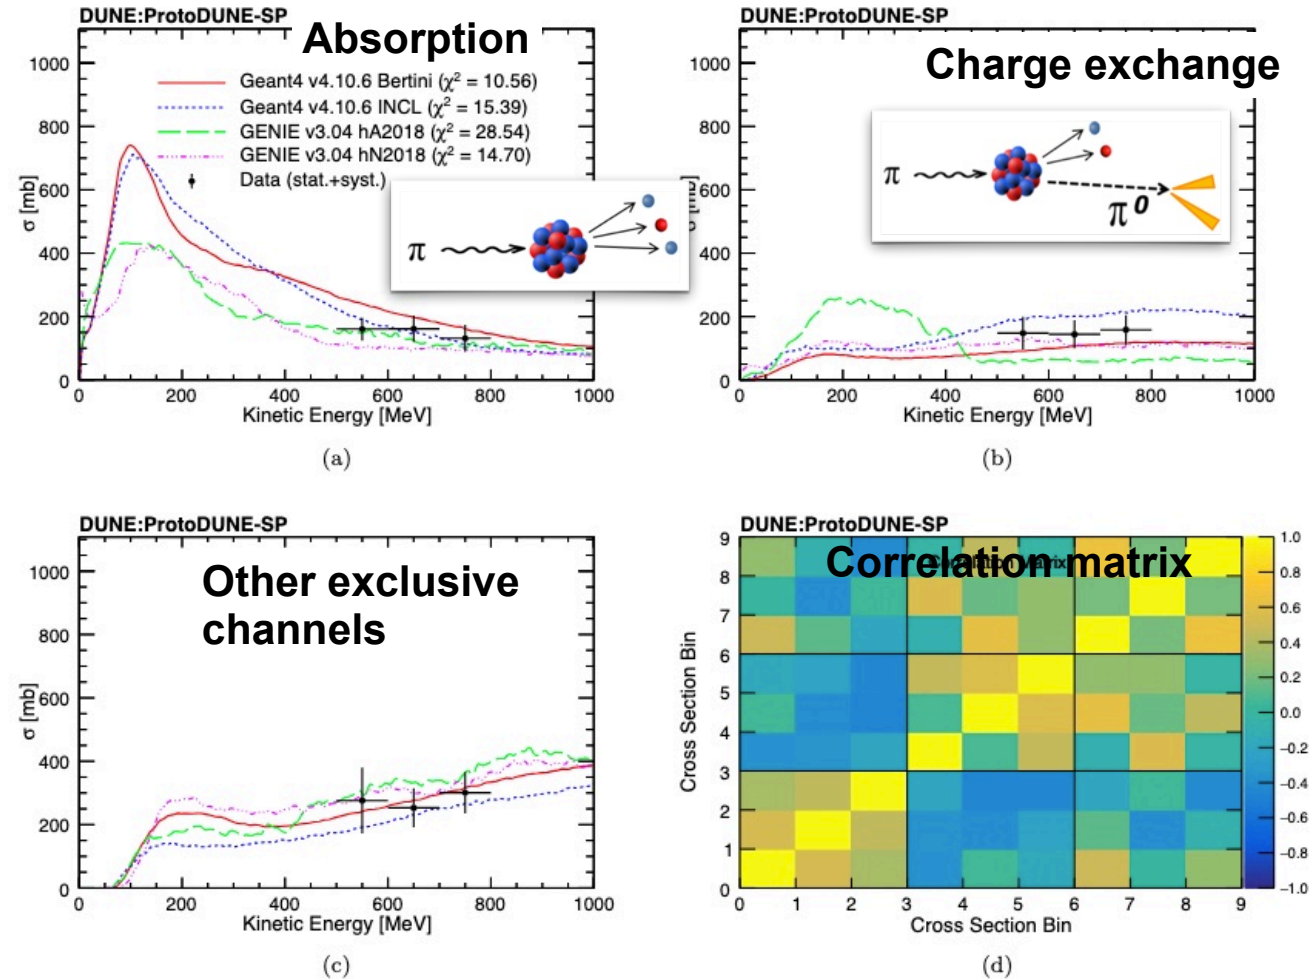 DUNE:ProtoDUNE-SP
Absorption
Geant4 v4.10.6 Bertini (χ² = 10.56)
Geant4 v4.10.6 INCL (χ² = 15.39)
GENIE v3.04 hA2018 (χ² = 28.54)
GENIE v3.04 hN2018 (χ² = 14.70)
Data (stat.+syst.)
π
σ [mb]
1000
800
600
400
200
0
0 200 400 600 800 1000
Kinetic Energy [MeV]
(a)
DUNE:ProtoDUNE-SP
Charge exchange
π
π⁰
1000
800
600
400
200
0
0 200 400 600 800 1000
Kinetic Energy [MeV]
(b)
DUNE:ProtoDUNE-SP
Other exclusive
channels
σ [mb]
1000
800
600
400
200
0
0 200 400 600 800 1000
Kinetic Energy [MeV]
(c)
DUNE:ProtoDUNE-SP
Correlation matrix
Cross Section Bin
9
8
7
6
5
4
3
2
1
0
0 1 2 3 4 5 6 7 8 9
Cross Section Bin
1.0
0.8
0.6
0.4
0.2
0.0
−0.2
−0.4
−0.6
−0.8
−1.0
(d)